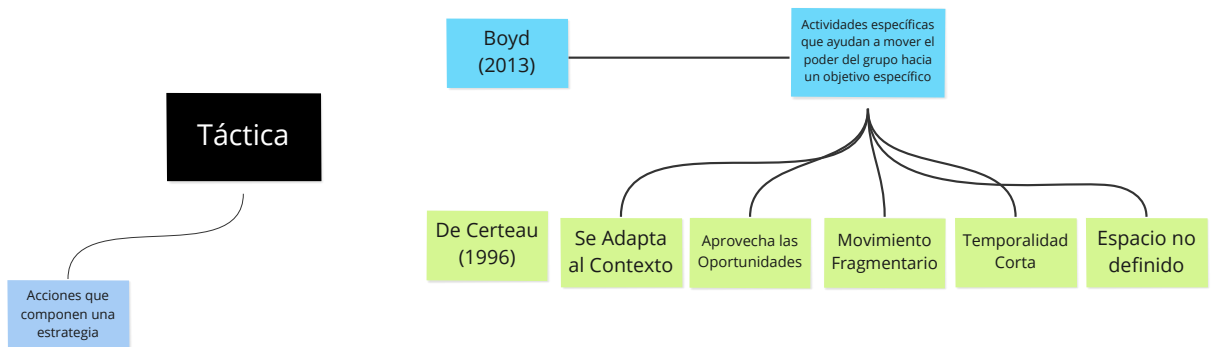 Táctica
Acciones que
componen una
estrategia
Boyd
(2013)
Actividades específicas
que ayudan a mover el
poder del grupo hacia
un objetivo específico
De Certeau
(1996)
Se Adapta
al Contexto
Aprovecha las
Oportunidades
Movimiento
Fragmentario
Temporalidad
Corta
Espacio no
definido